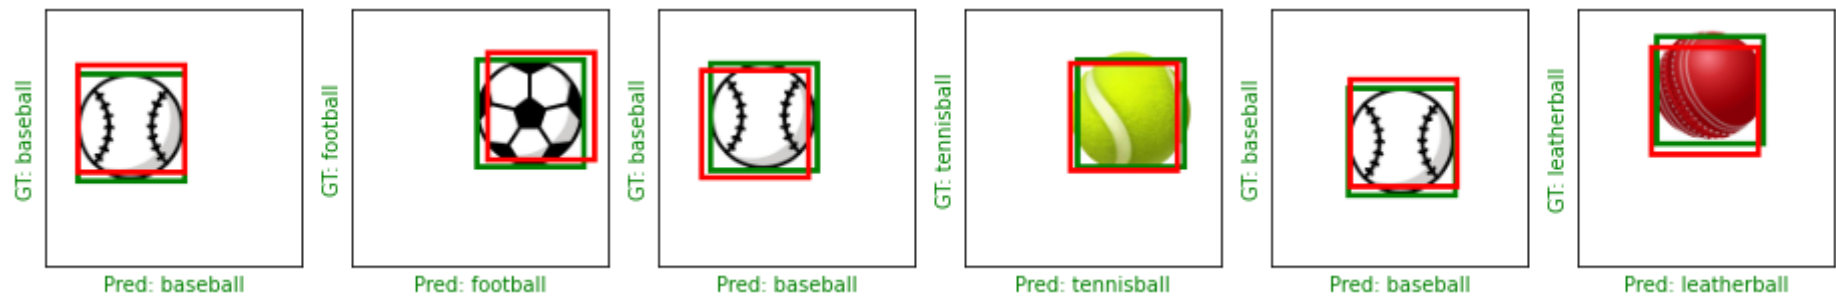 GT: baseball
Pred: baseball
GT: football
Pred: football
GT: baseball
Pred: baseball
GT: tennisball
Pred: tennisball
GT: baseball
Pred: baseball
GT: leatherball
Pred: leatherball